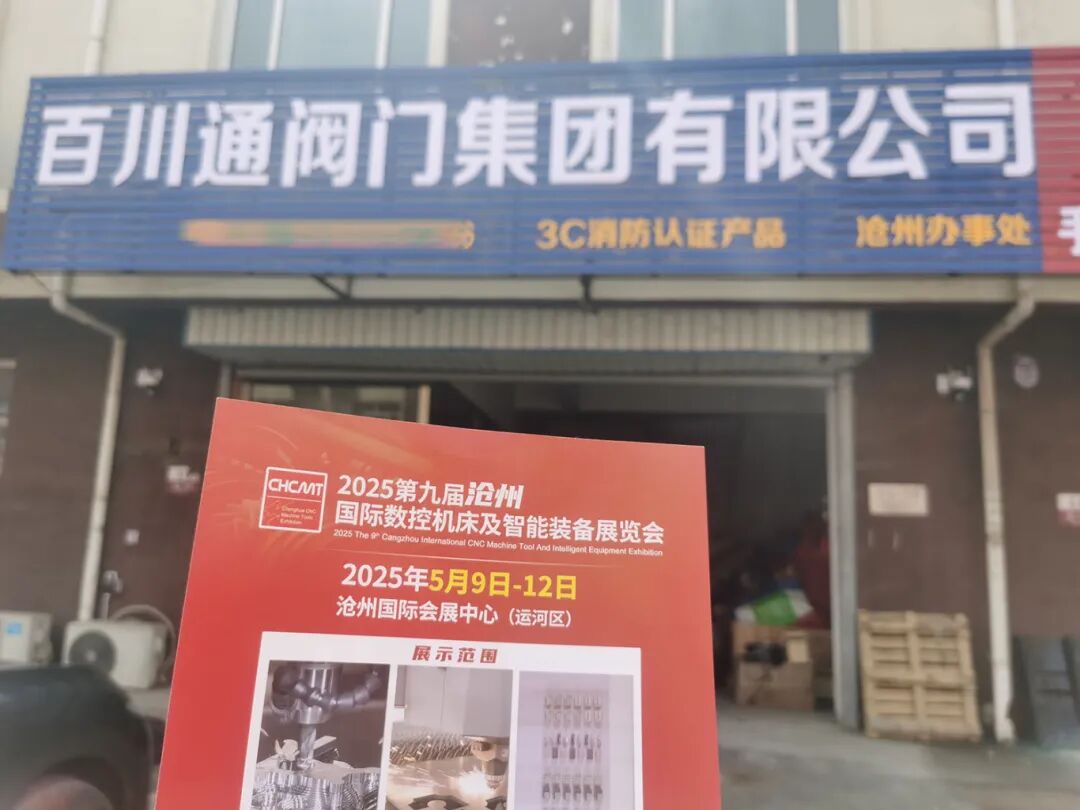 百川通阀门集团有限公司
3C消防认证产品
沧州办事处
CHCMT
Changhua CNC
Machine Tools
Exhibition
2025第九届沧州
国际数控机床及智能装备展览会
2025 The 9th Cangzhou International CNC Machine Tool And Intelligent Equipment Exhibition
2025年5月9日-12日
沧州国际会展中心（运河区）
展示范围